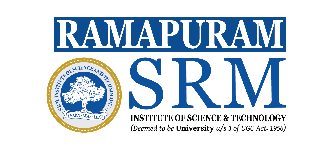 RAMAPURAM
SRM
INSTITUTE OF SCIENCE & TECHNOLOGY
(Deemed to be University u/s 3 of UGC Act, 1956)